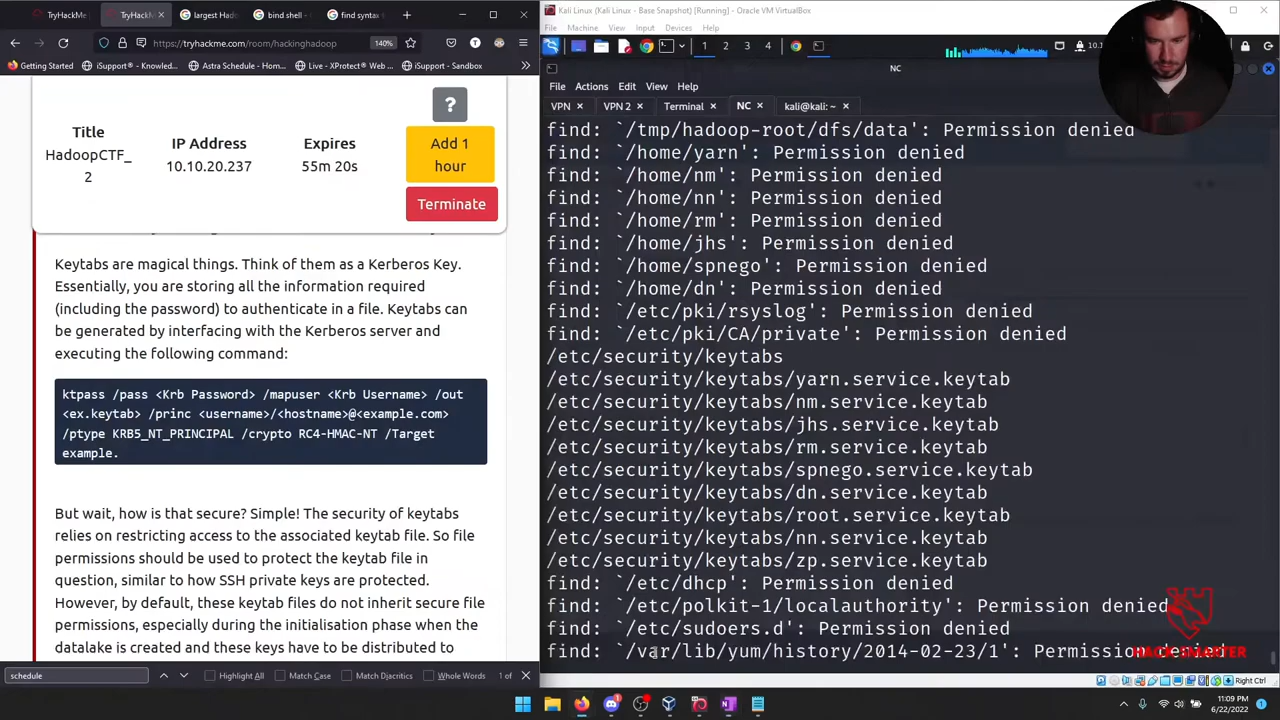 TryHackMe
TryHackMe
largest Had
bind shell -
find syntax
https://tryhackme.com/room/hackinghadoop
140%
Getting Started
iSupport® - Knowled...
Astra Schedule - Hom...
Live - XProtect® Web ...
iSupport - Sandbox
?
Title
HadoopCTF_
2
IP Address
10.10.20.237
Expires
55m 20s
Add 1
hour
Terminate
Keytabs are magical things. Think of them as a Kerberos Key.
Essentially, you are storing all the information required
(including the password) to authenticate in a file. Keytabs can
be generated by interfacing with the Kerberos server and
executing the following command:
ktpass /pass <Krb Password> /mapuser <Krb Username> /out
<ex.keytab> /princ <username>/<hostname>@<example.com>
/ptype KRB5_NT_PRINCIPAL /crypto RC4-HMAC-NT /Target
example.
But wait, how is that secure? Simple! The security of keytabs
relies on restricting access to the associated keytab file. So file
permissions should be used to protect the keytab file in
question, similar to how SSH private keys are protected.
However, by default, these keytab files do not inherit secure file
permissions, especially during the initialisation phase when the
datalake is created and these keys have to be distributed to
schedule
Highlight All
Match Case
Match Diacritics
Whole Words
1 of
Kali Linux (Kali Linux - Base Snapshot) [Running] - Oracle VM VirtualBox
File Machine View Input Devices
1 2 3 4
NC
File Actions Edit View Help
VPN
VPN 2
Terminal
NC
kali@kali: ~
find: `/tmp/hadoop-root/dfs/data': Permission denied
find: `/home/yarn': Permission denied
find: `/home/nm': Permission denied
find: `/home/nn': Permission denied
find: `/home/rm': Permission denied
find: `/home/jhs': Permission denied
find: `/home/spnego': Permission denied
find: `/home/dn': Permission denied
find: `/etc/pki/rsyslog': Permission denied
find: `/etc/pki/CA/private': Permission denied
/etc/security/keytabs
/etc/security/keytabs/yarn.service.keytab
/etc/security/keytabs/nm.service.keytab
/etc/security/keytabs/jhs.service.keytab
/etc/security/keytabs/rm.service.keytab
/etc/security/keytabs/spnego.service.keytab
/etc/security/keytabs/dn.service.keytab
/etc/security/keytabs/root.service.keytab
/etc/security/keytabs/nn.service.keytab
/etc/security/keytabs/zp.service.keytab
find: `/etc/dhcp': Permission denied
find: `/etc/polkit-1/localauthority': Permission denied
find: `/etc/sudoers.d': Permission denied
find: `/var/lib/yum/history/2014-02-23/1': Permission denied
HACK SMARTER
Right Ctrl
11:09 PM
6/22/2022